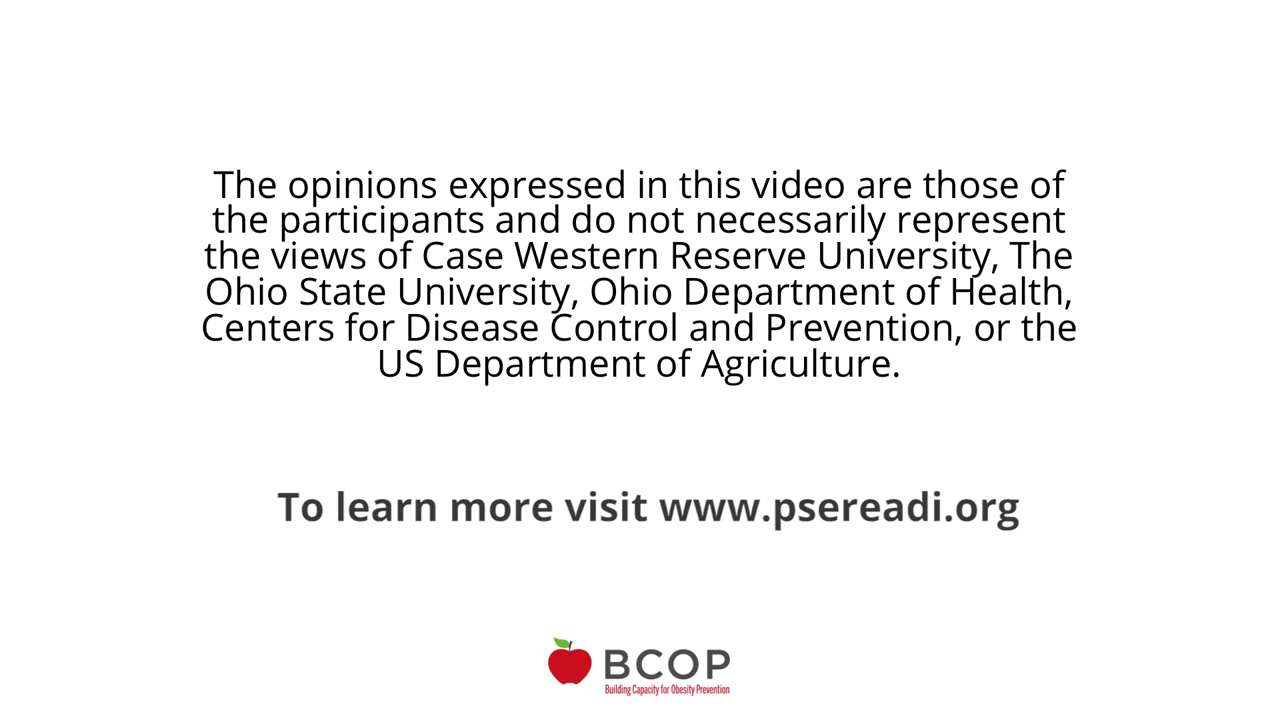 The opinions expressed in this video are those of
the participants and do not necessarily represent
the views of Case Western Reserve University, The
Ohio State University, Ohio Department of Health,
Centers for Disease Control and Prevention, or the
US Department of Agriculture.
To learn more visit www.psereadi.org
BCOP
Building Capacity for Obesity Prevention